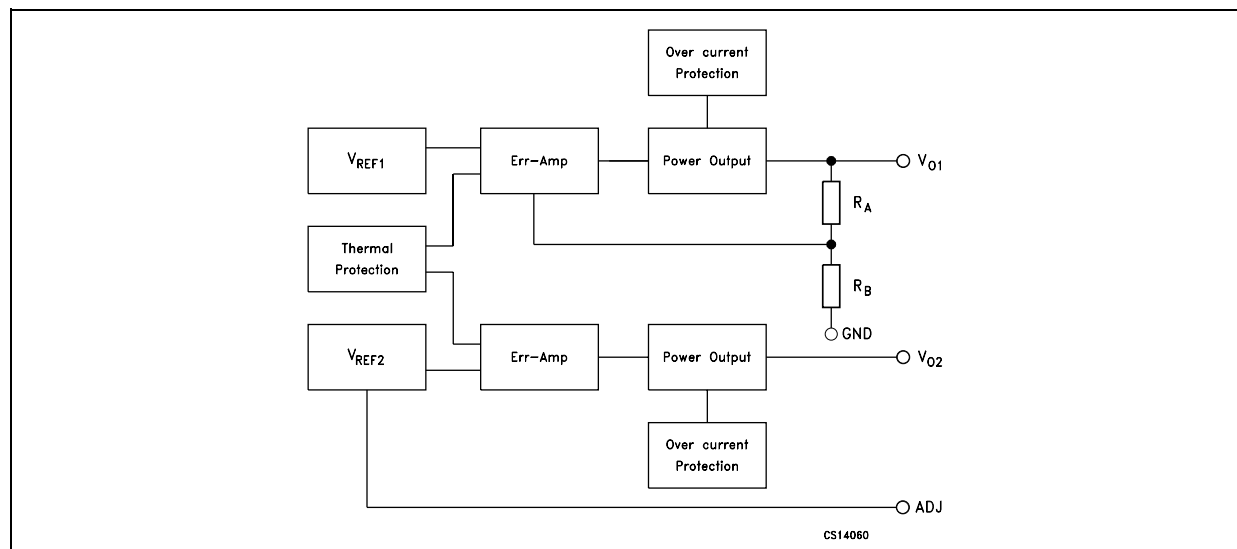 Over current
Protection
V_REF1
Err-Amp
Power Output
V_O1
R_A
Thermal
Protection
R_B
GND
V_REF2
Err-Amp
Power Output
V_O2
Over current
Protection
ADJ
CS14060